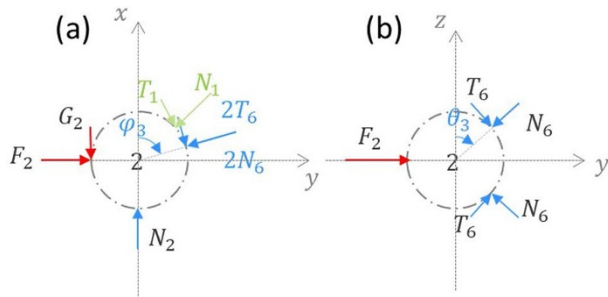 (a)
x
T₁
N₁
G₂
φ₃
2T₆
F₂
2
2N₆
y
N₂
(b)
z
T₆
θ₃
N₆
F₂
2
y
T₆
N₆